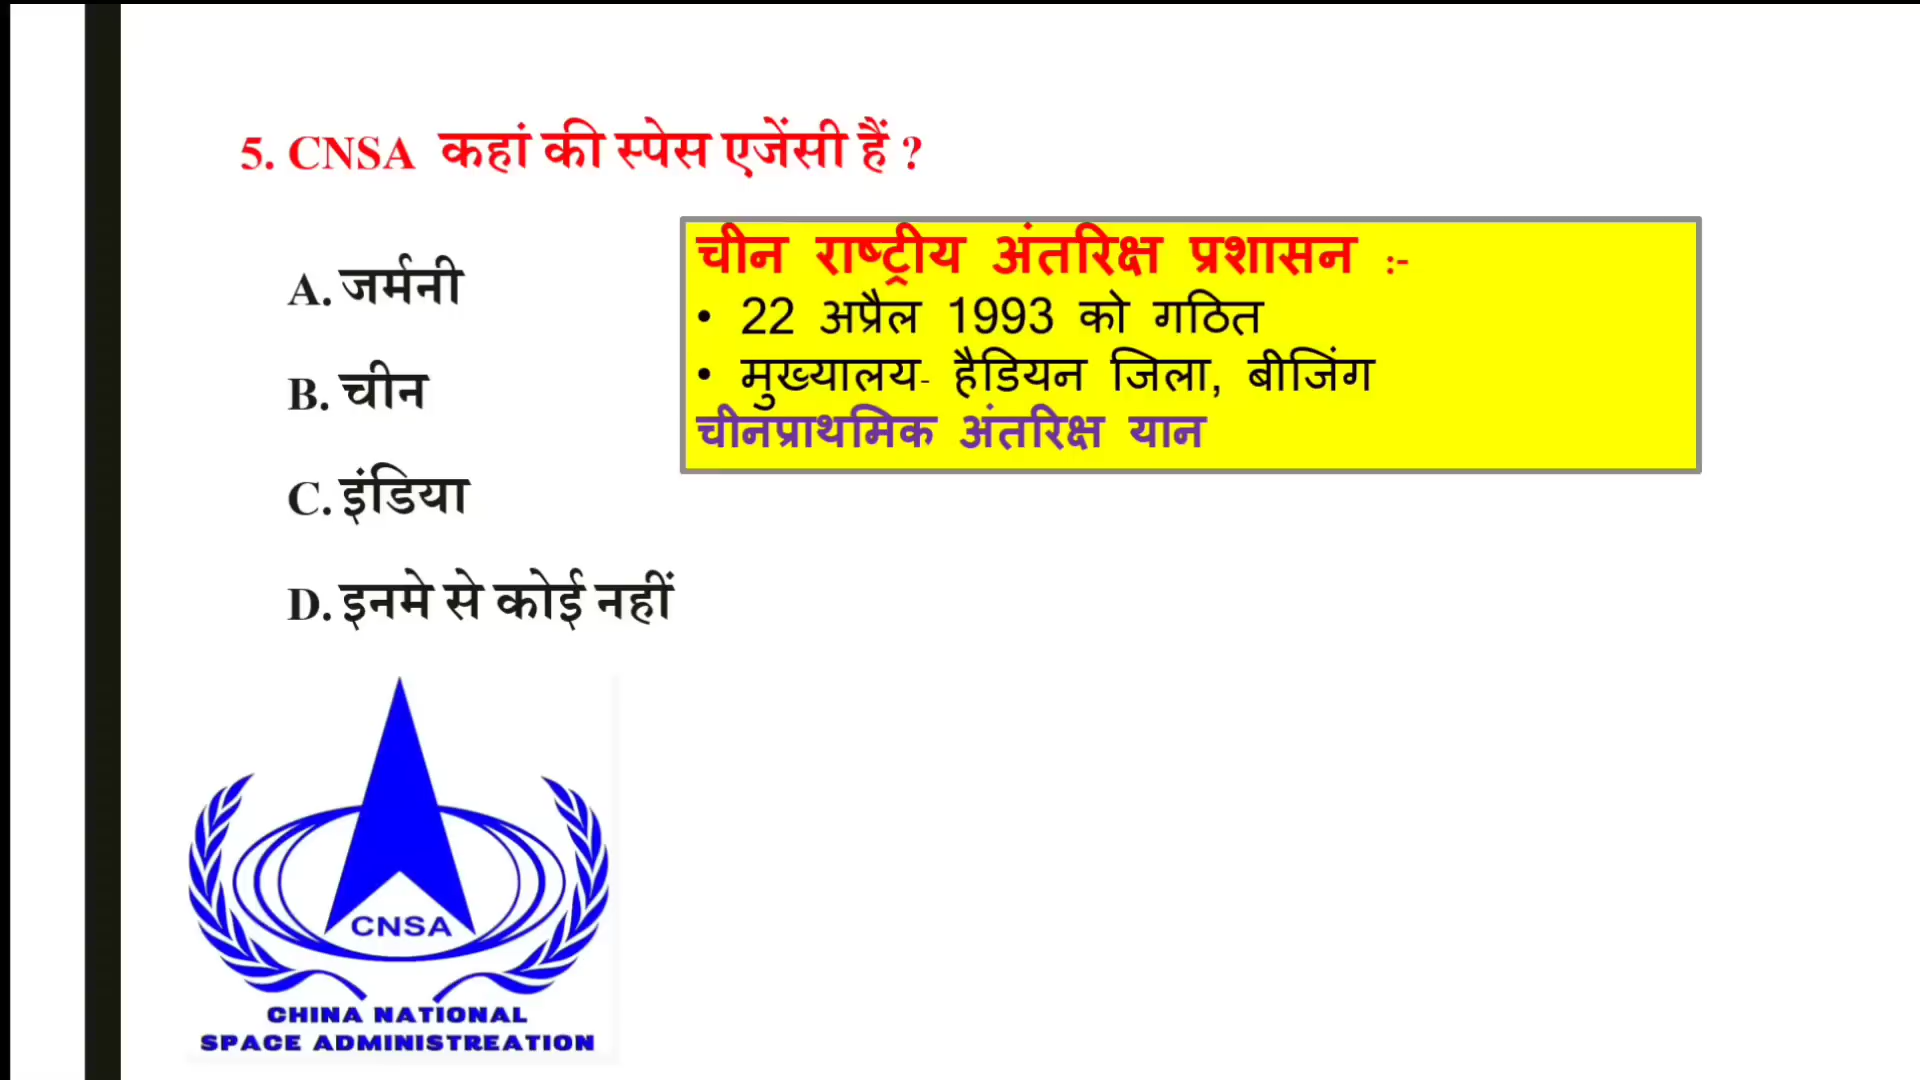 5. CNSA कहां की स्पेस एजेंसी हैं ?
A. जर्मनी
B. चीन
C. इंडिया
D. इनमे से कोई नहीं
चीन राष्ट्रीय अंतरिक्ष प्रशासन :-
• 22 अप्रैल 1993 को गठित
• मुख्यालय- हैडियन जिला, बीजिंग
चीनप्राथमिक अंतरिक्ष यान
CNSA
CHINA NATIONAL
SPACE ADMINISTREATION